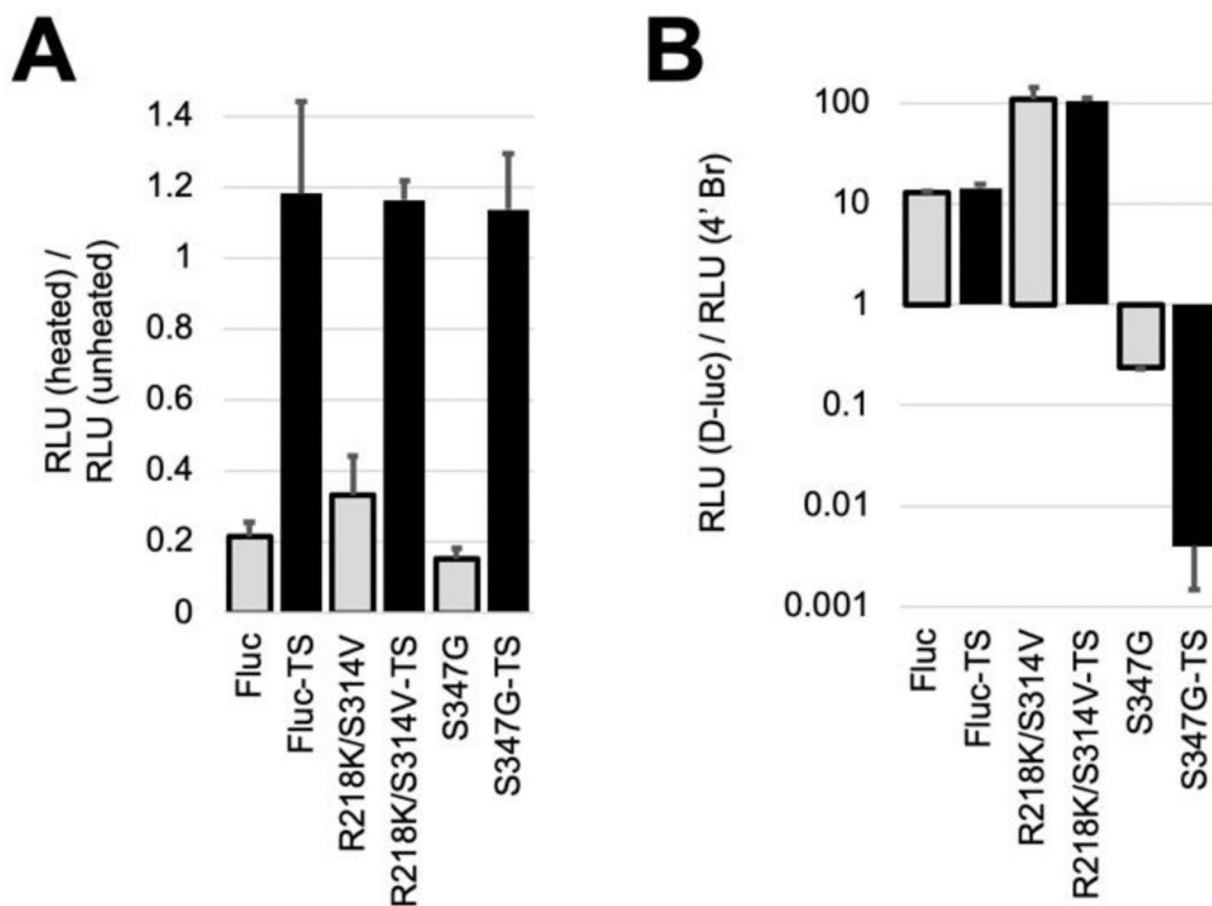 A
RLU (heated) /
RLU (unheated)
1.4
1.2
1
0.8
0.6
0.4
0.2
0
Fluc
Fluc-TS
R218K/S314V
R218K/S314V-TS
S347G
S347G-TS
B
RLU (D-luc) / RLU (4' Br)
100
10
1
0.1
0.01
0.001
Fluc
Fluc-TS
R218K/S314V
R218K/S314V-TS
S347G
S347G-TS